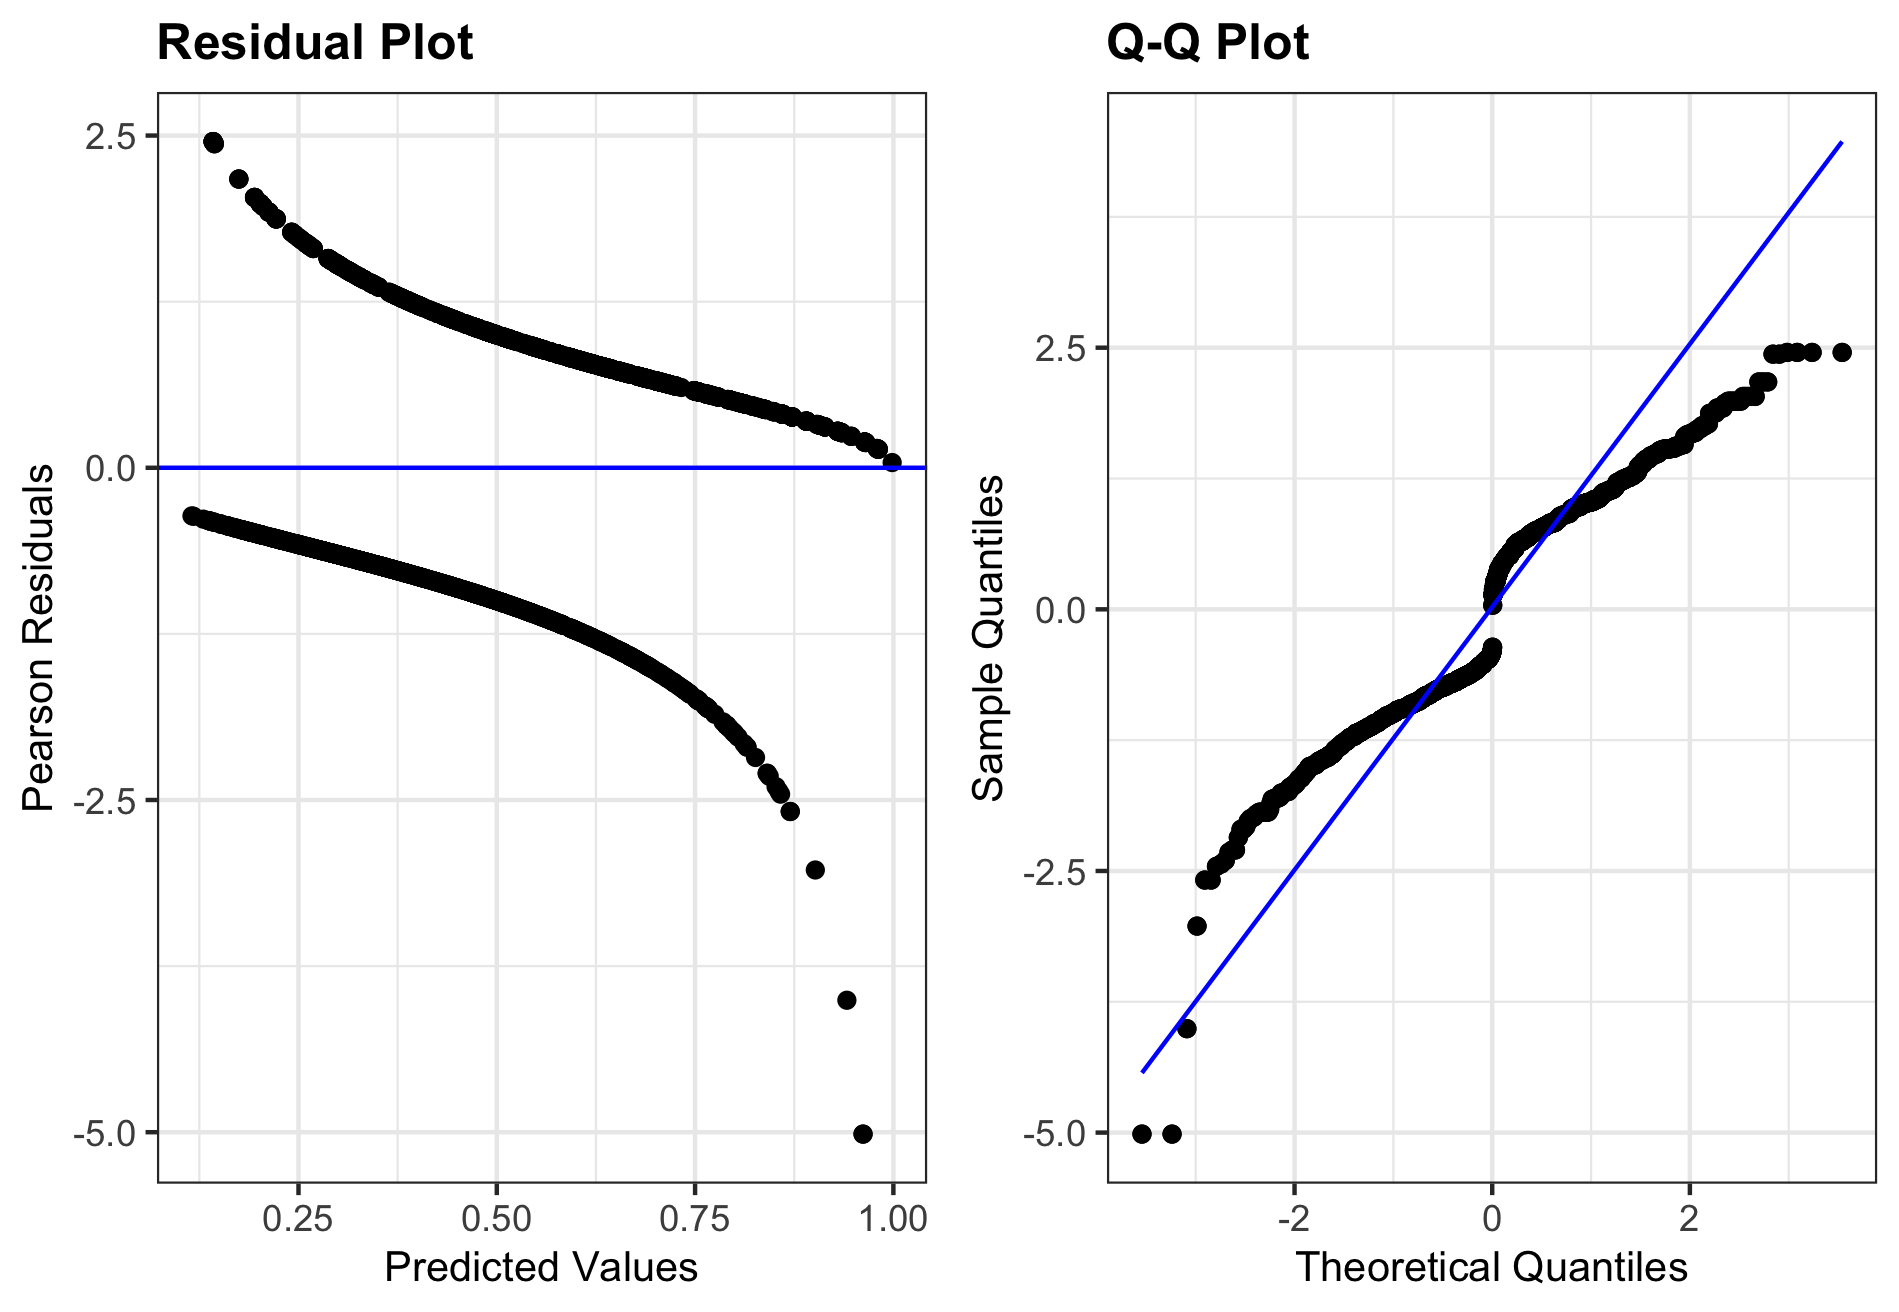 Residual Plot
2.5
0.0
-2.5
-5.0
Pearson Residuals
0.25 0.50 0.75 1.00
Predicted Values
Q-Q Plot
2.5
0.0
-2.5
-5.0
Sample Quantiles
-2 0 2
Theoretical Quantiles